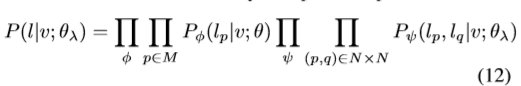 P(l|v; θ_λ) = ∏_ϕ ∏_{p∈M} P_ϕ(l_p|v; θ) ∏_ψ ∏_{(p,q)∈N×N} P_ψ(l_p, l_q|v; θ_λ)
(12)